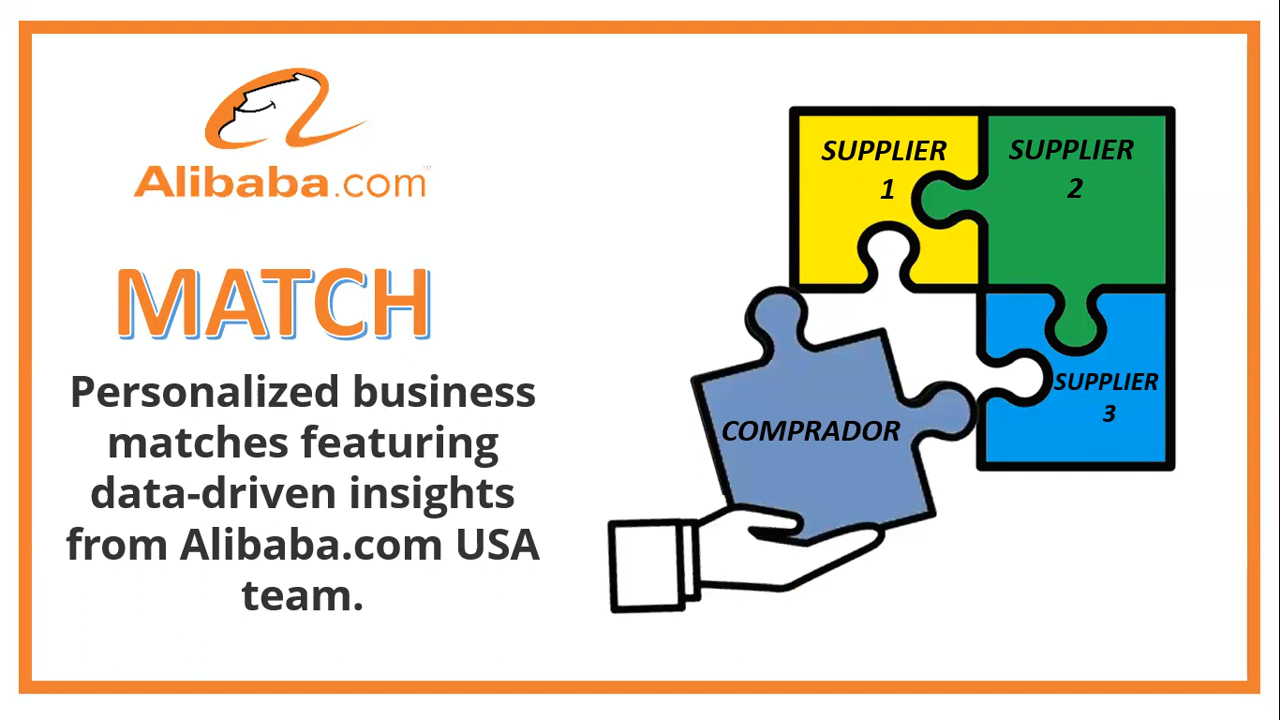 Alibaba.com
MATCH
Personalized business
matches featuring
data-driven insights
from Alibaba.com USA
team.
SUPPLIER
1
SUPPLIER
2
SUPPLIER
3
COMPRADOR